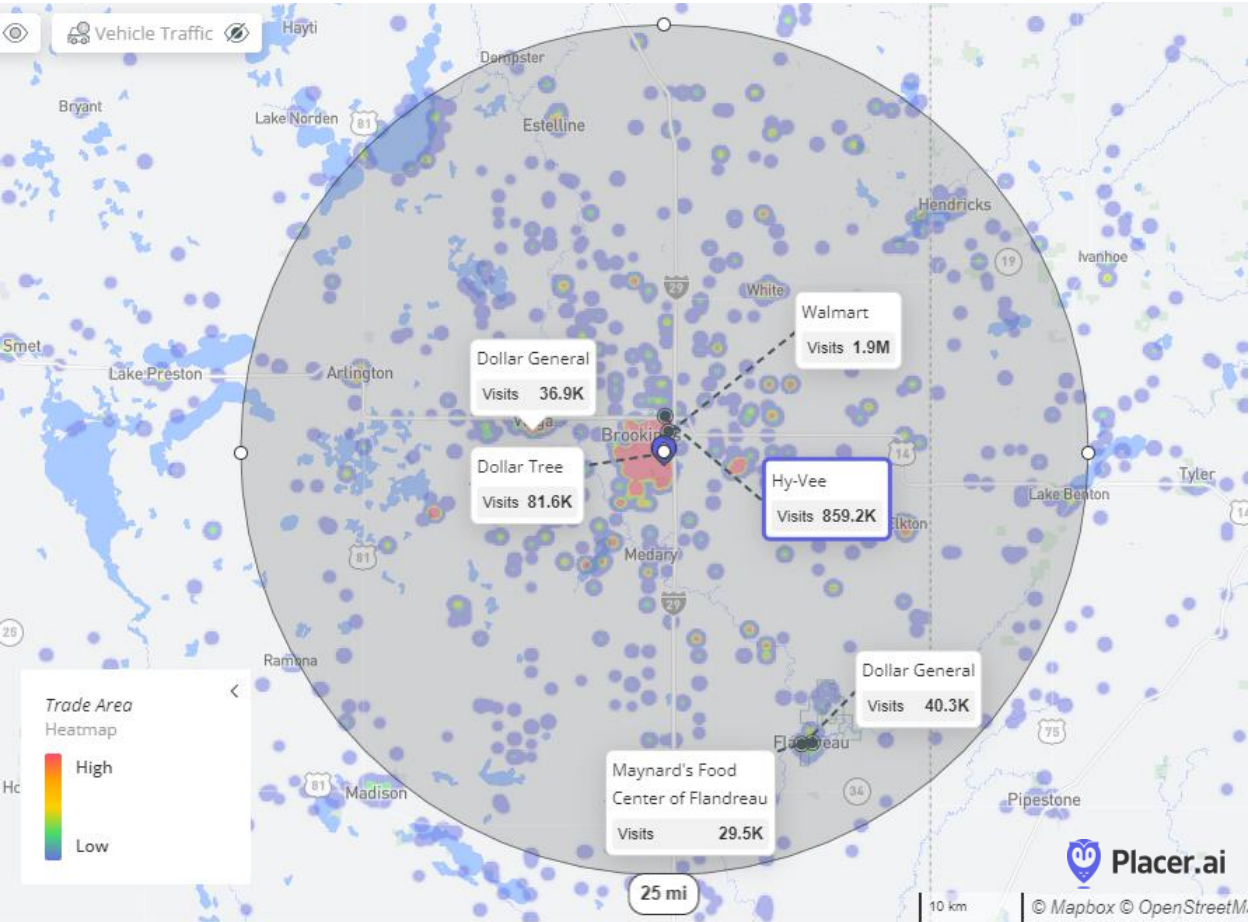 Vehicle Traffic
Hayti
Dempster
Bryant
Lake Norden
81
Estelline
Hendricks
19
Ivanhoe
29
White
Walmart
Visits 1.9M
Smet
Lake Preston
Arlington
Dollar General
Visits 36.9K
Brookings
Dollar Tree
Visits 81.6K
Hy-Vee
Visits 859.2K
14
Tyler
Lake Benton
14
Elkton
81
Medary
29
25
Ramona
Dollar General
Visits 40.3K
Trade Area
Heatmap
High
Low
75
Flandreau
Maynard's Food
Center of Flandreau
Visits 29.5K
81
Madison
34
Pipestone
Placer.ai
25 mi
10 km
© Mapbox © OpenStreetMa